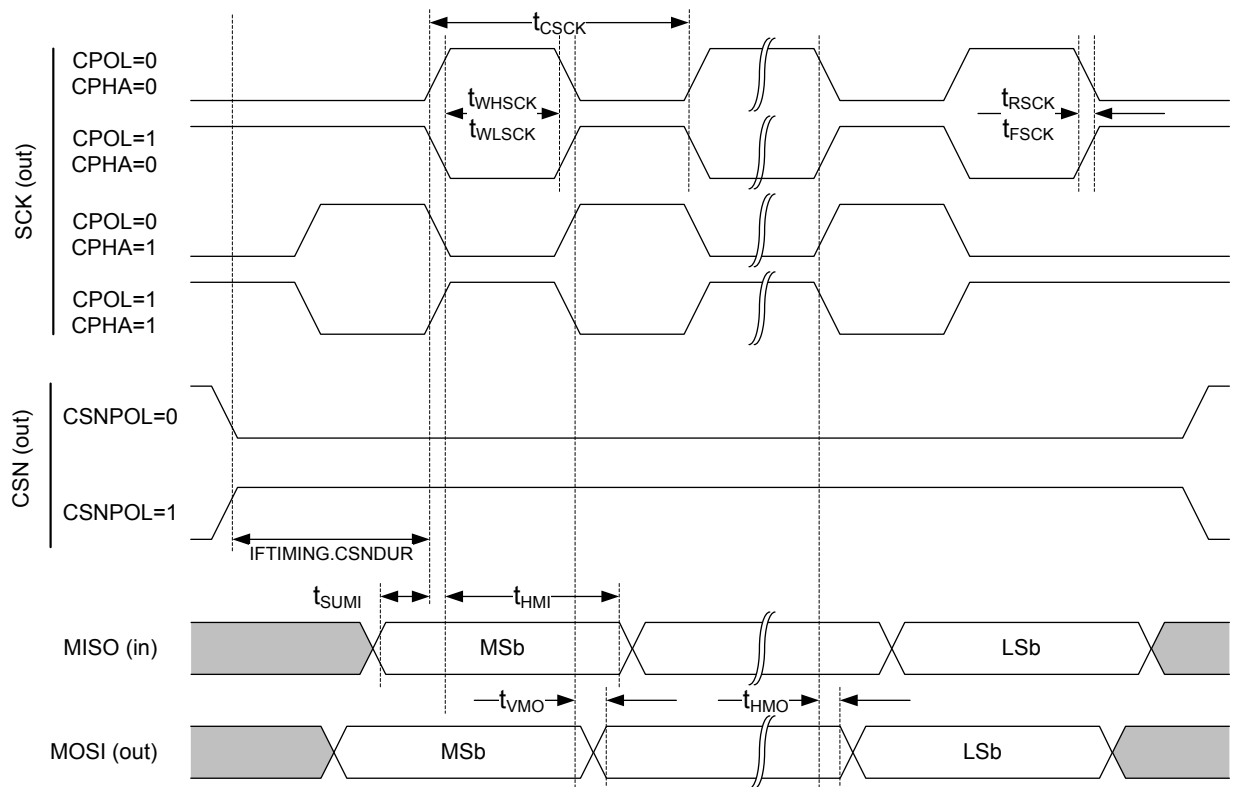 tCSCK
SCK (out)
CPOL=0
CPHA=0
tWHSCK
tWLSCK
tRSCK
tFSCK
CPOL=1
CPHA=0
CPOL=0
CPHA=1
CPOL=1
CPHA=1
CSN (out)
CSNPOL=0
CSNPOL=1
IFTIMING.CSNDUR
tSUMI
tHMI
MISO (in)
MSb
LSb
tVMO
tHMO
MOSI (out)
MSb
LSb